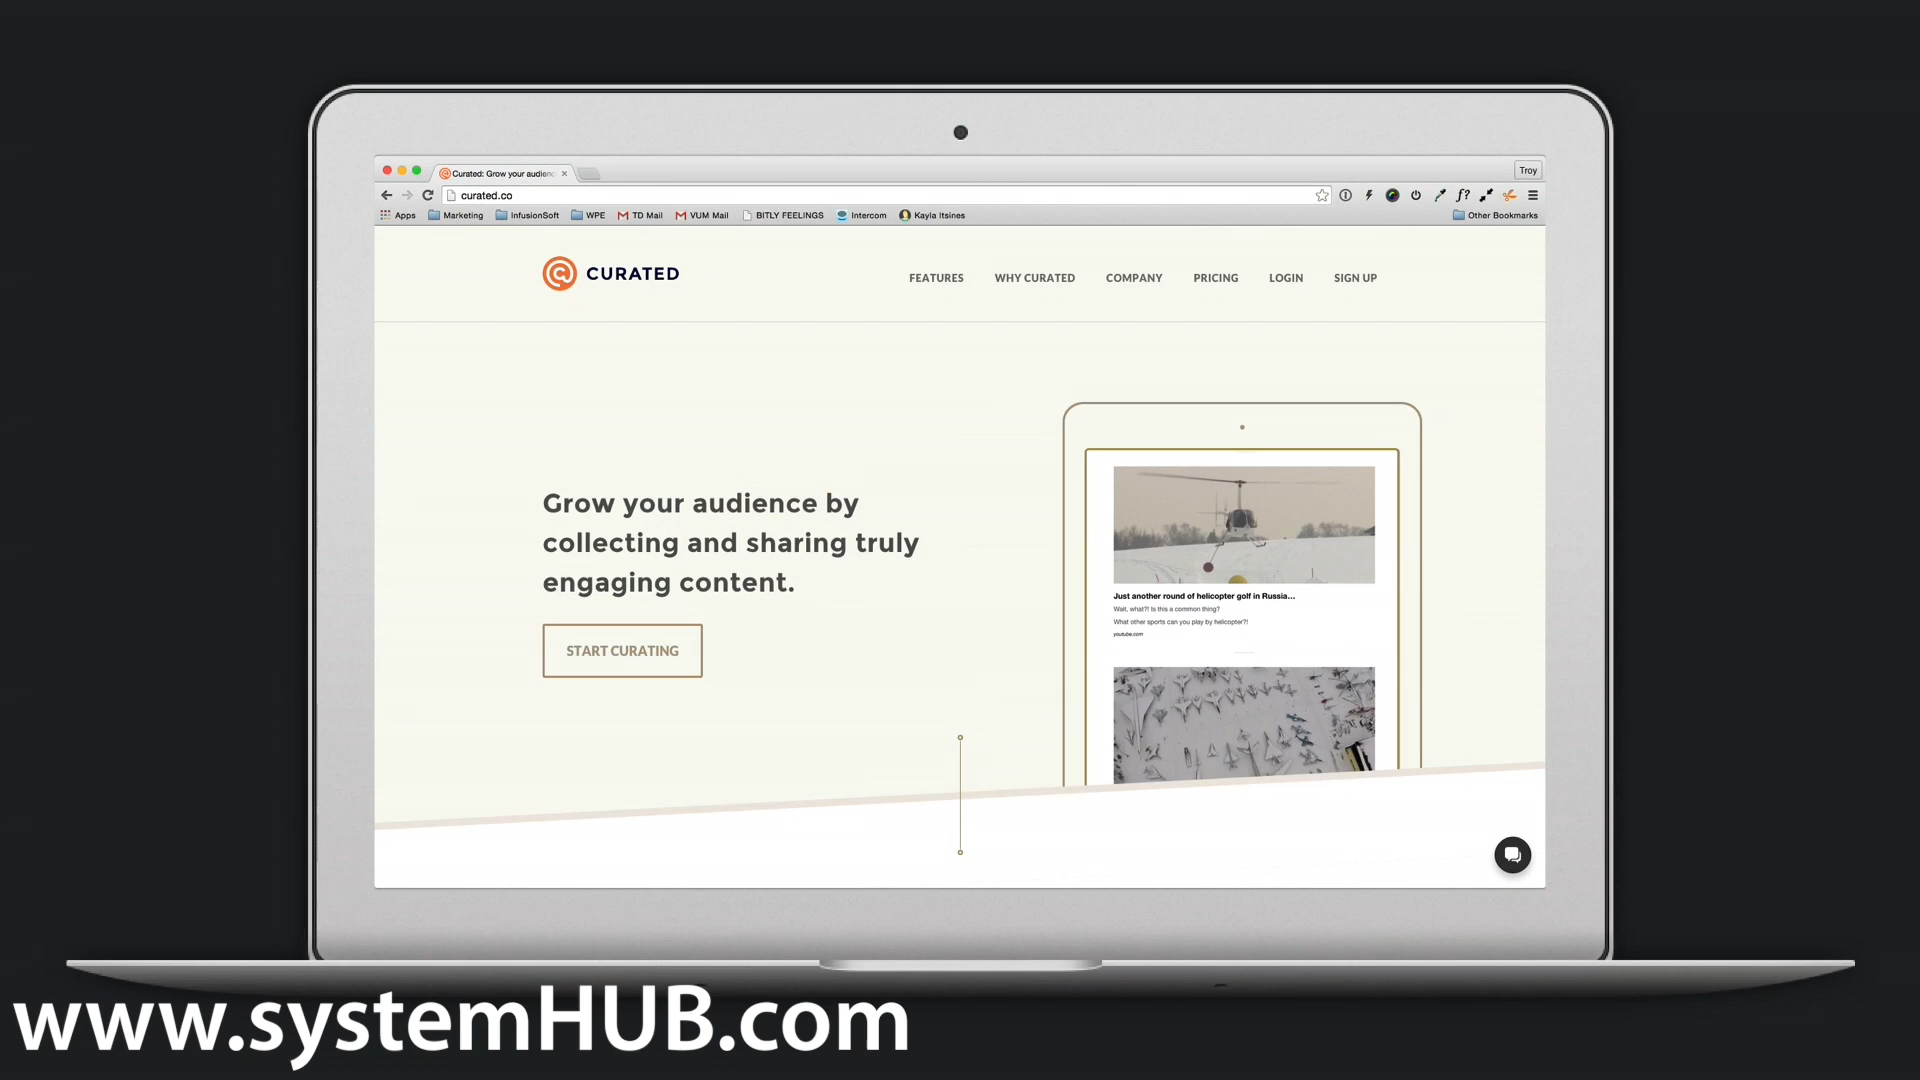 Curated: Grow your audienc
Troy
curated.co
Apps Marketing InfusionSoft WPE TD Mail VUM Mail BITLY FEELINGS Intercom Kayla Itsines Other Bookmarks
CURATED
FEATURES WHY CURATED COMPANY PRICING LOGIN SIGN UP
Grow your audience by
collecting and sharing truly
engaging content.
START CURATING
Just another round of helicopter golf in Russia...
Wait, what?! Is this a common thing?
What other sports can you play by helicopter?!
youtube.com
www.systemHUB.com